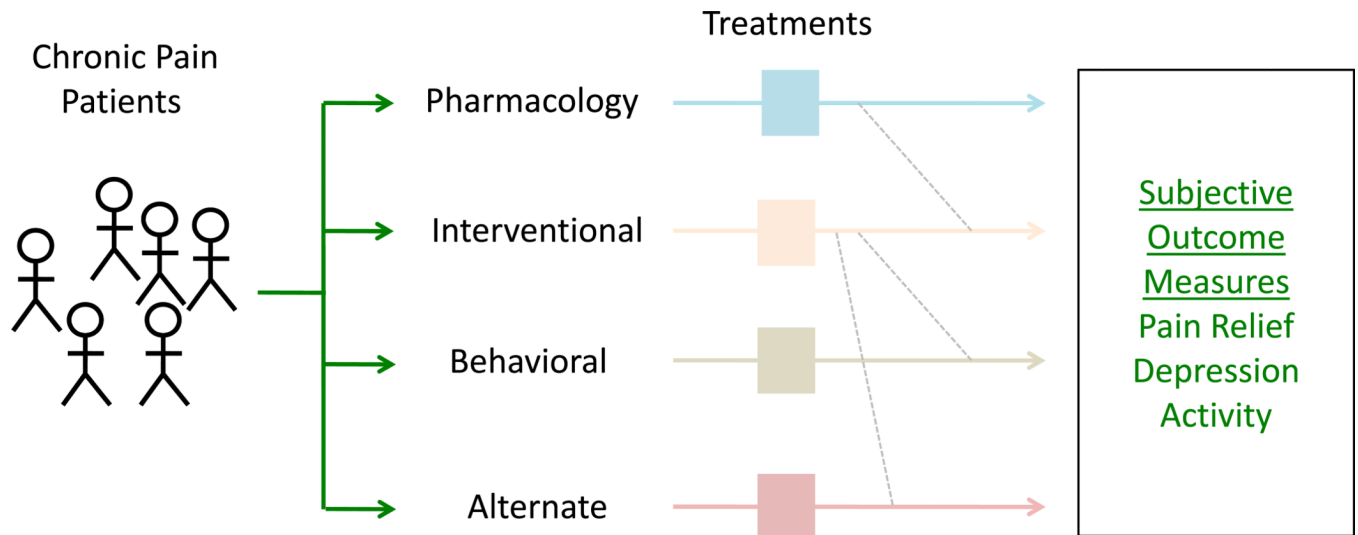 Chronic Pain
Patients
Treatments
Pharmacology
Interventional
Behavioral
Alternate
Subjective
Outcome
Measures
Pain Relief
Depression
Activity